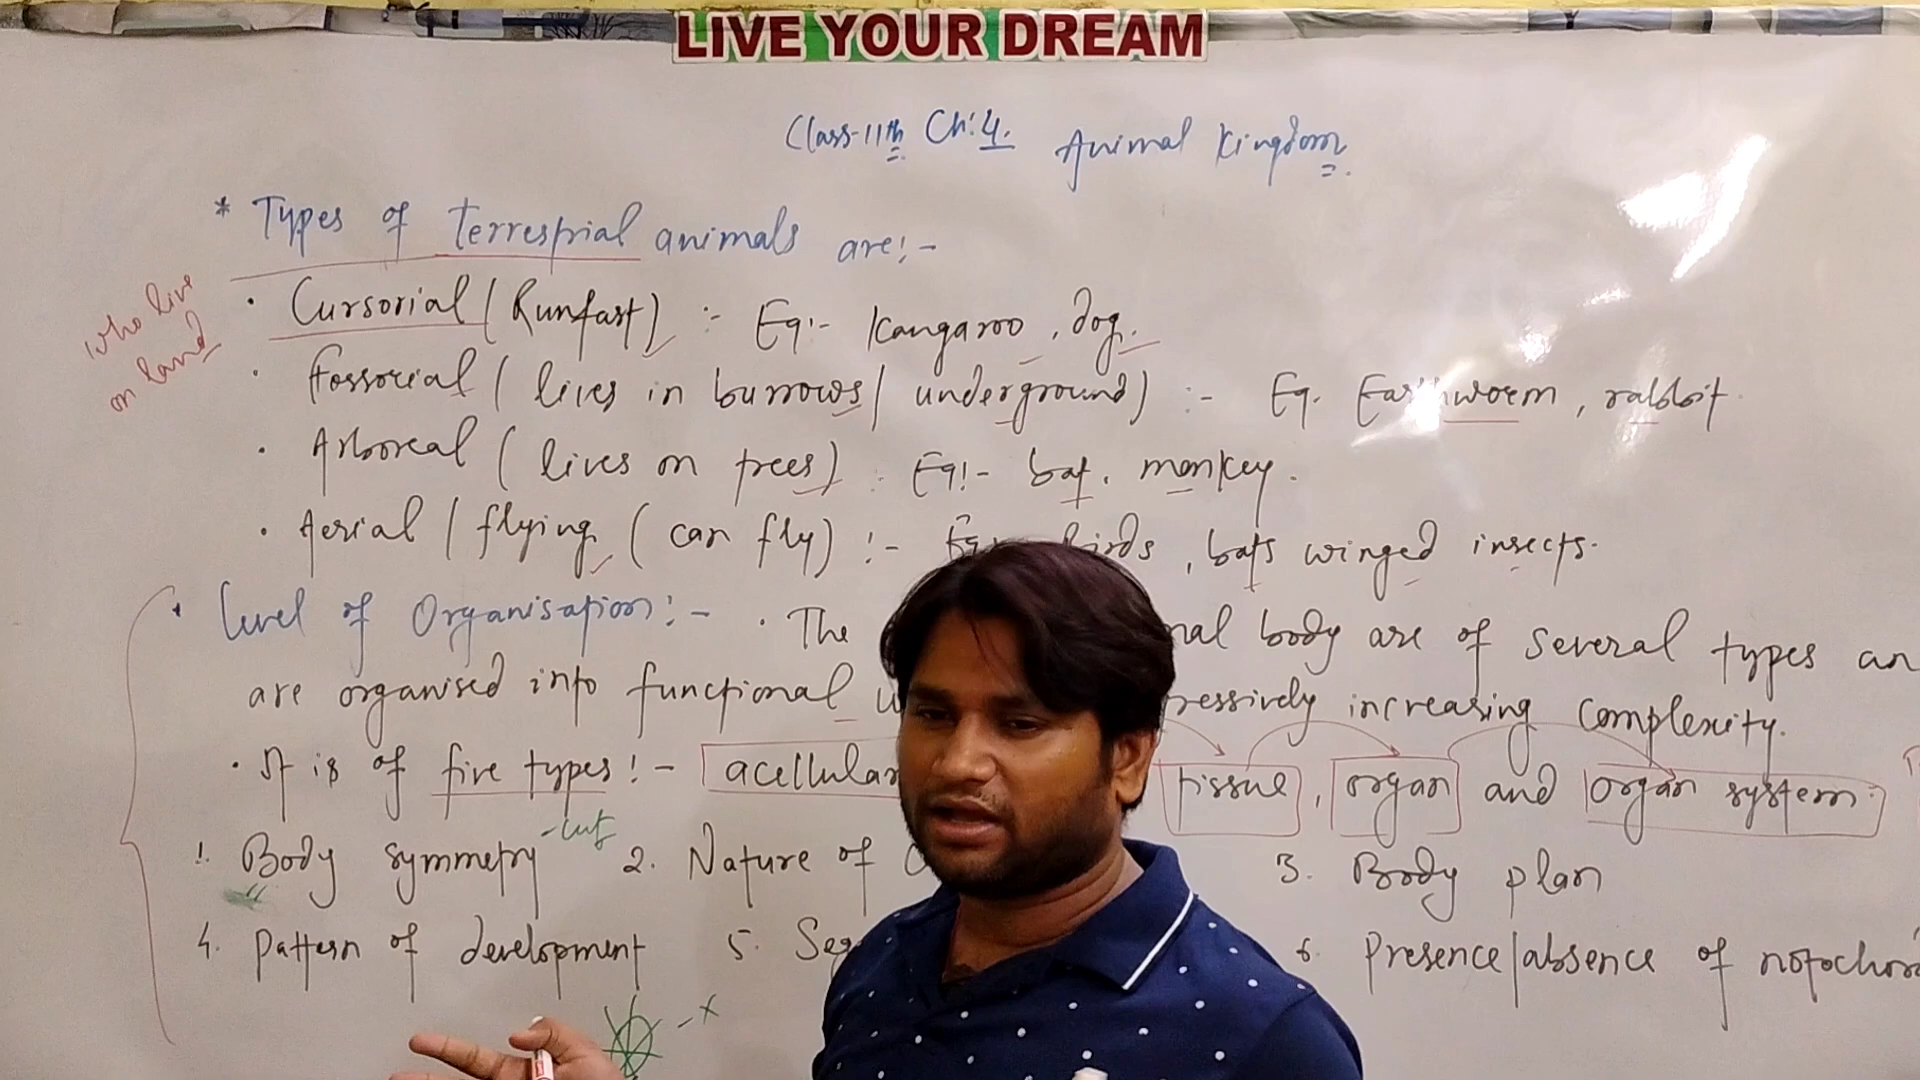 LIVE YOUR DREAM
Class-11th Ch:4. Animal Kingdom
* Types of Terrestrial animals are:-
who live
on land
• Cursorial (Runfast) :- Eg:- Kangaroo, dog.
• fossorial (lives in burrows/underground) :- Eg. Earthworm, rabbit.
• Arboreal (lives on trees) : Eg:- bat, monkey.
• Aerial/flying (can fly) :- birds, bats winged insects.
* level of Organisation:- • The body are of several types
are organised into functional increasing complexity.
• It is of five types:- acellular tissue, organ and organ system.
1. Body symmetry -cut 2. Nature of 3. Body plan
4. Pattern of development 5. 6. Presence/absence of
- x